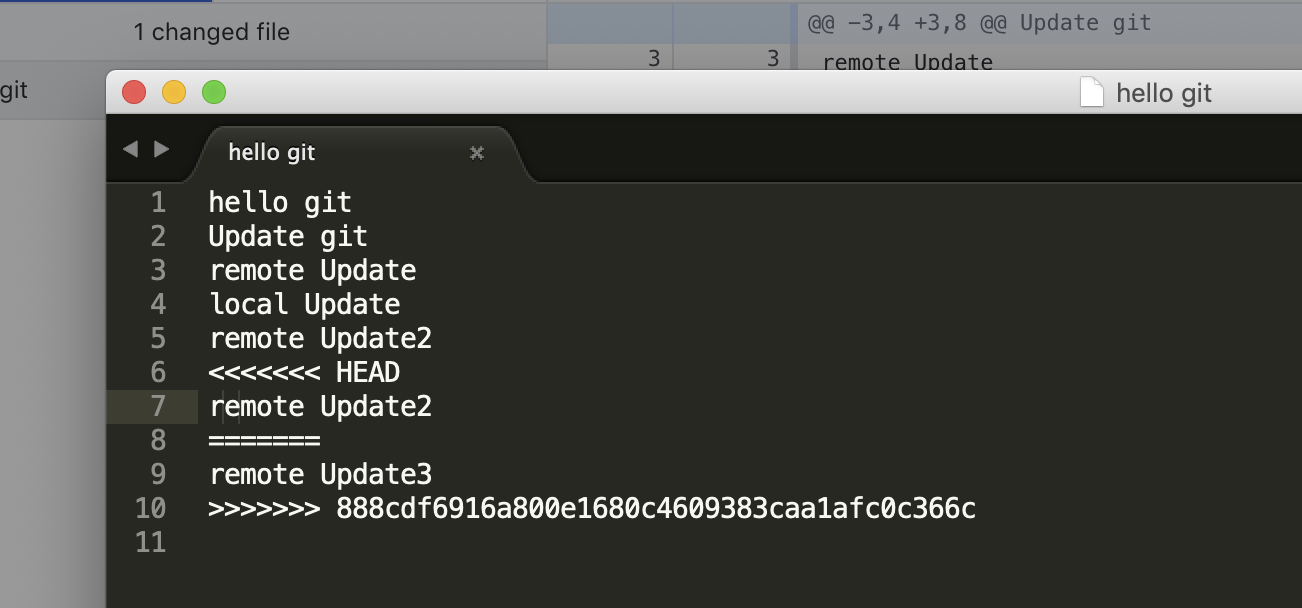 1 changed file
@@ -3,4 +3,8 @@ Update git
3 3 remote Update
git
hello git
hello git
1 hello git
2 Update git
3 remote Update
4 local Update
5 remote Update2
6 <<<<<<< HEAD
7 remote Update2
8 =======
9 remote Update3
10 >>>>>>> 888cdf6916a800e1680c4609383caa1afc0c366c
11